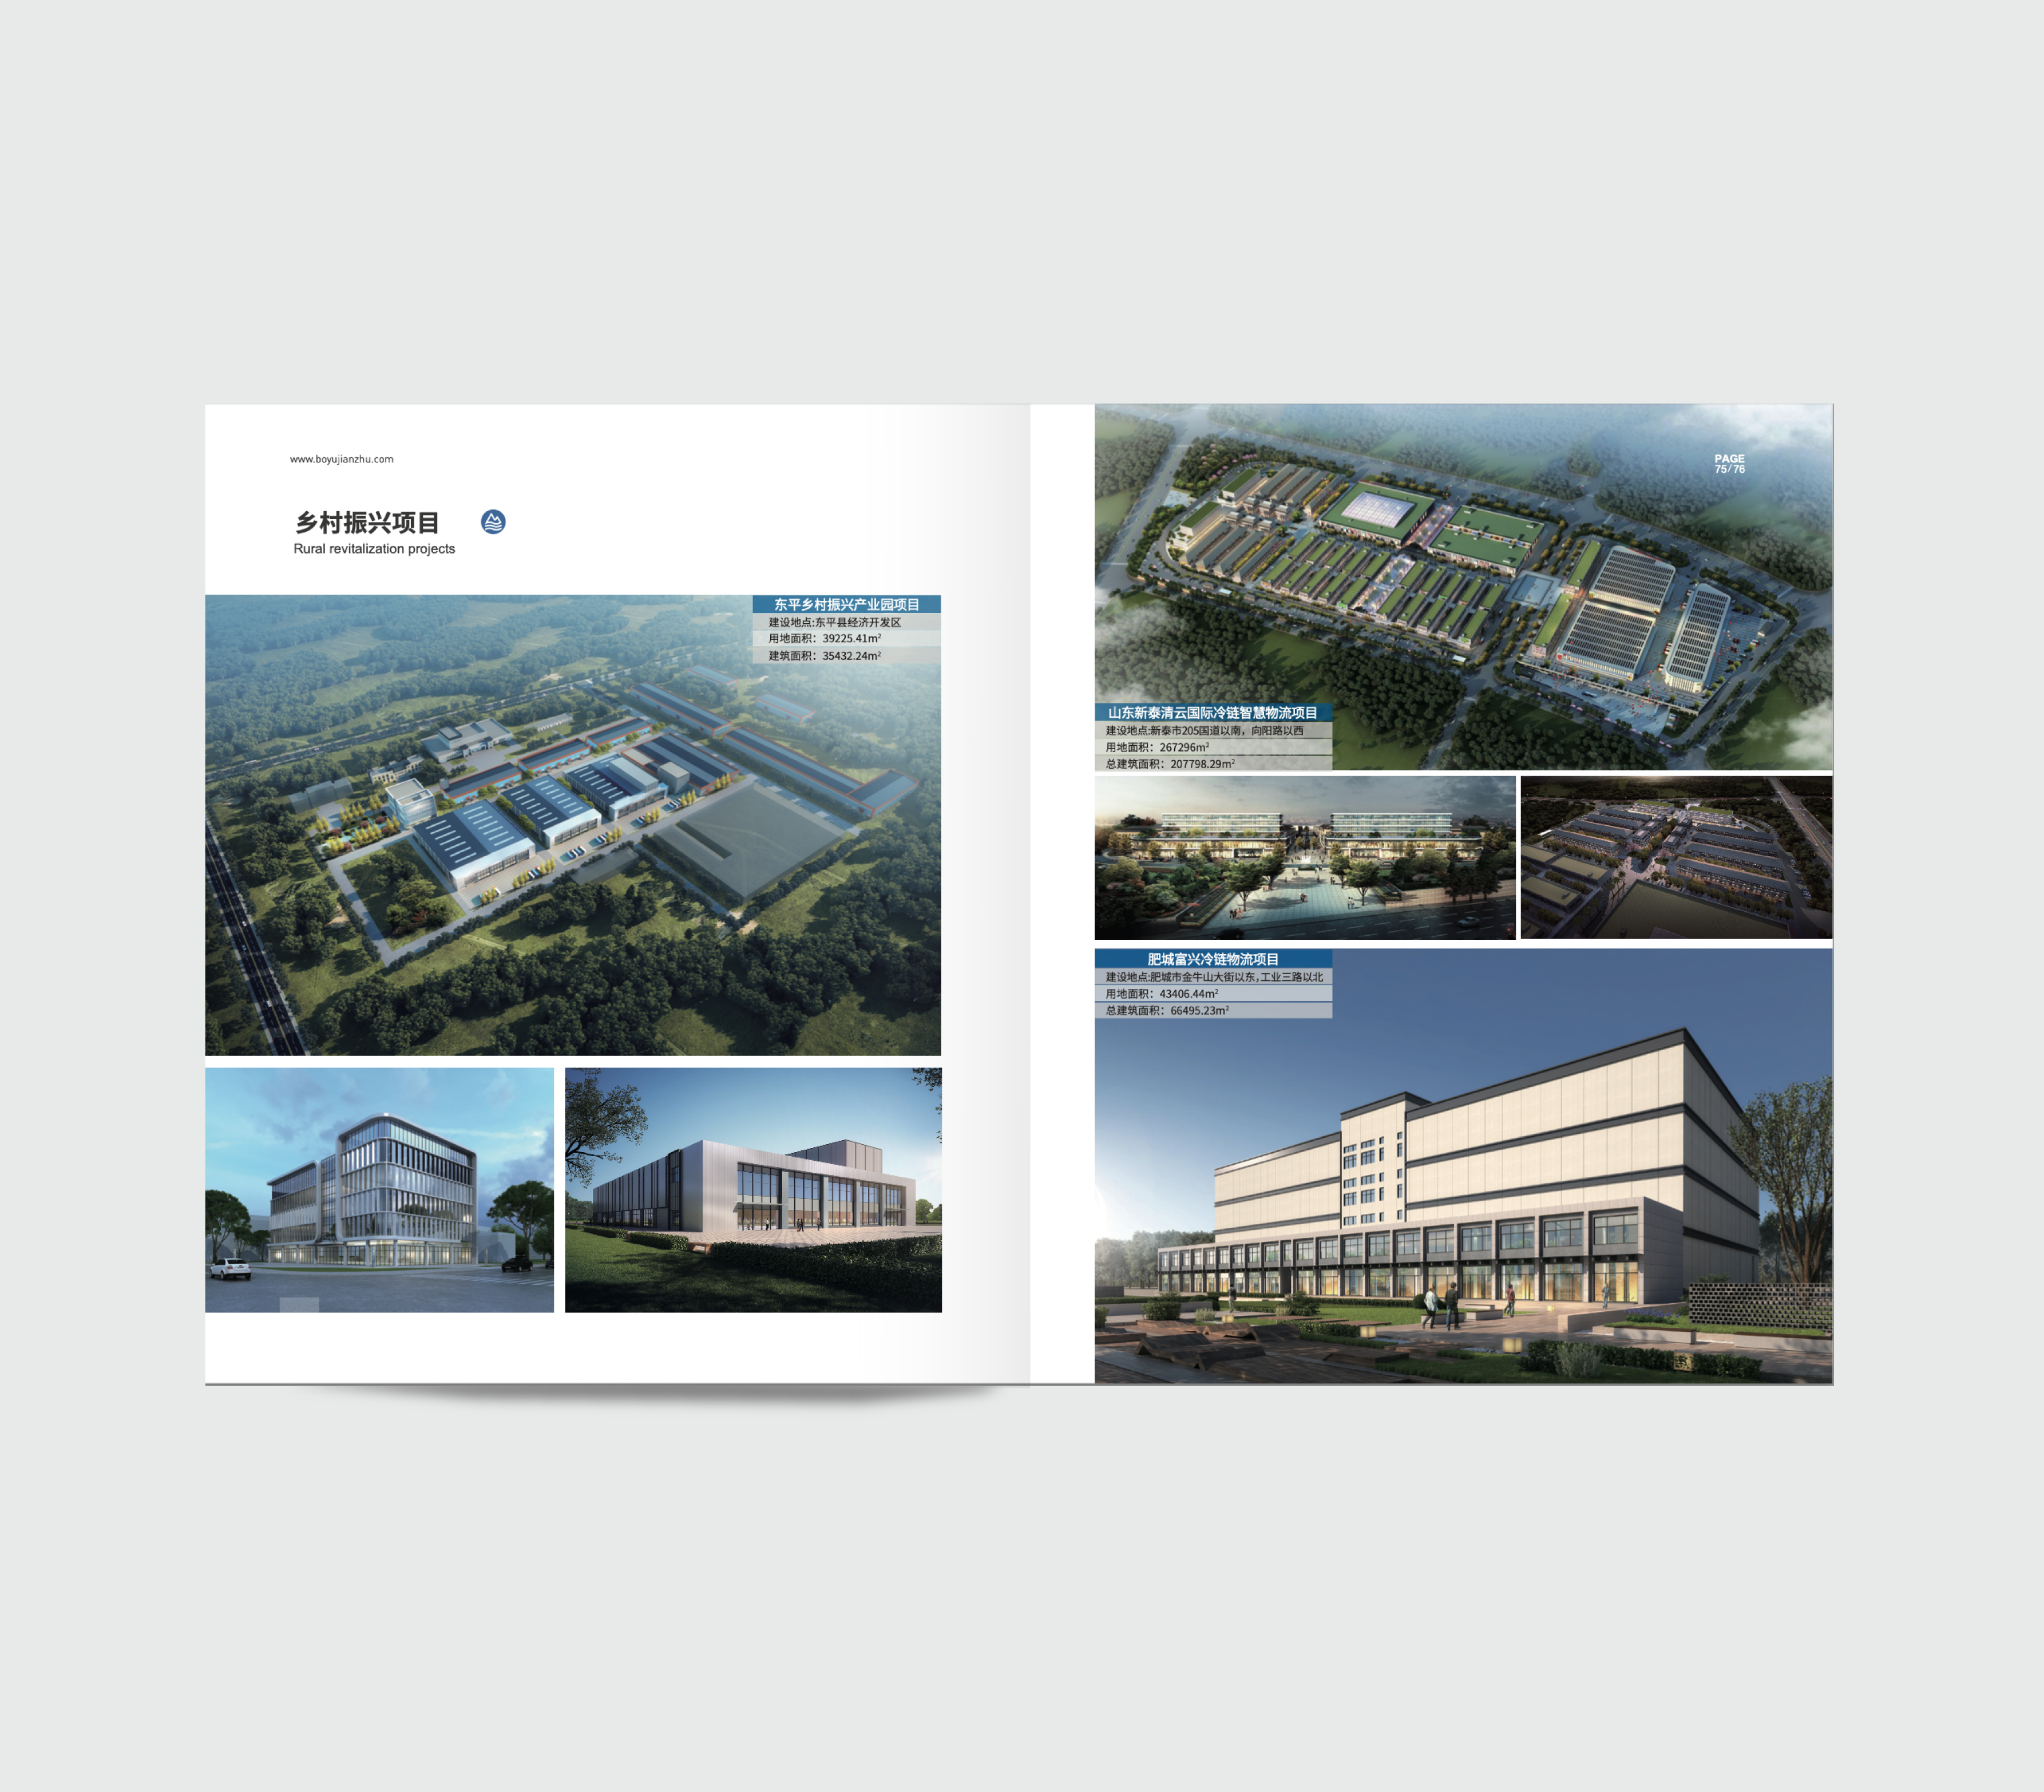 www.boyujianzhu.com
乡村振兴项目
Rural revitalization projects
东平乡村振兴产业园项目
建设地点:东平县经济开发区
用地面积：39225.41m²
建筑面积：35432.24m²
PAGE
75/76
山东新泰清云国际冷链智慧物流项目
建设地点:新泰市205国道以南，向阳路以西
用地面积：267296m²
总建筑面积：207798.29m²
肥城富兴冷链物流项目
建设地点:肥城市金牛山大街以东，工业三路以北
用地面积：43406.44m²
总建筑面积：66495.23m²